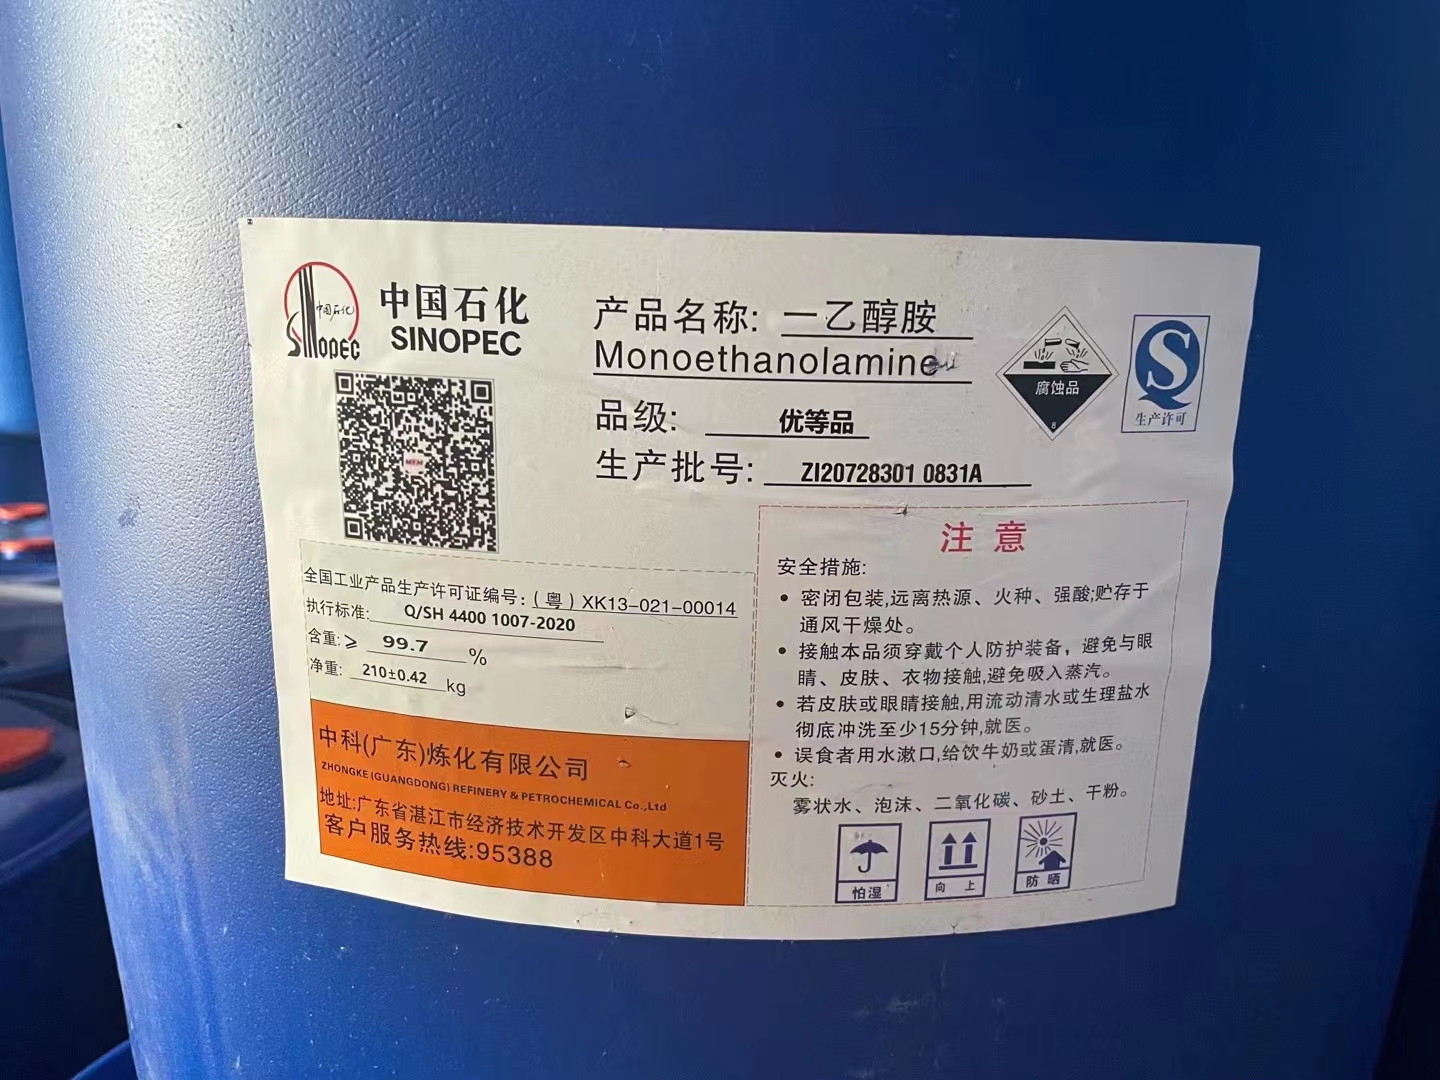 中国石化
SINOPEC
中国石化
SINOPEC
产品名称: 一乙醇胺
Monoethanolamine
品级: 优等品
生产批号: ZI20728301 0831A
腐蚀品
8
S
生产许可
MEM
全国工业产品生产许可证编号: (粤) XK13-021-00014
执行标准: Q/SH 4400 1007-2020
含量: ≥ 99.7 %
净重: 210±0.42 kg
中科(广东)炼化有限公司
ZHONGKE (GUANGDONG) REFINERY & PETROCHEMICAL Co.,Ltd
地址:广东省湛江市经济技术开发区中科大道1号
客户服务热线:95388
注 意
安全措施:
• 密闭包装,远离热源、火种、强酸;贮存于
通风干燥处。
• 接触本品须穿戴个人防护装备，避免与眼
睛、皮肤、衣物接触,避免吸入蒸汽。
• 若皮肤或眼睛接触,用流动清水或生理盐水
彻底冲洗至少15分钟,就医。
• 误食者用水漱口,给饮牛奶或蛋清,就医。
灭火:
雾状水、泡沫、二氧化碳、砂土、干粉。
怕湿
向 上
防 晒